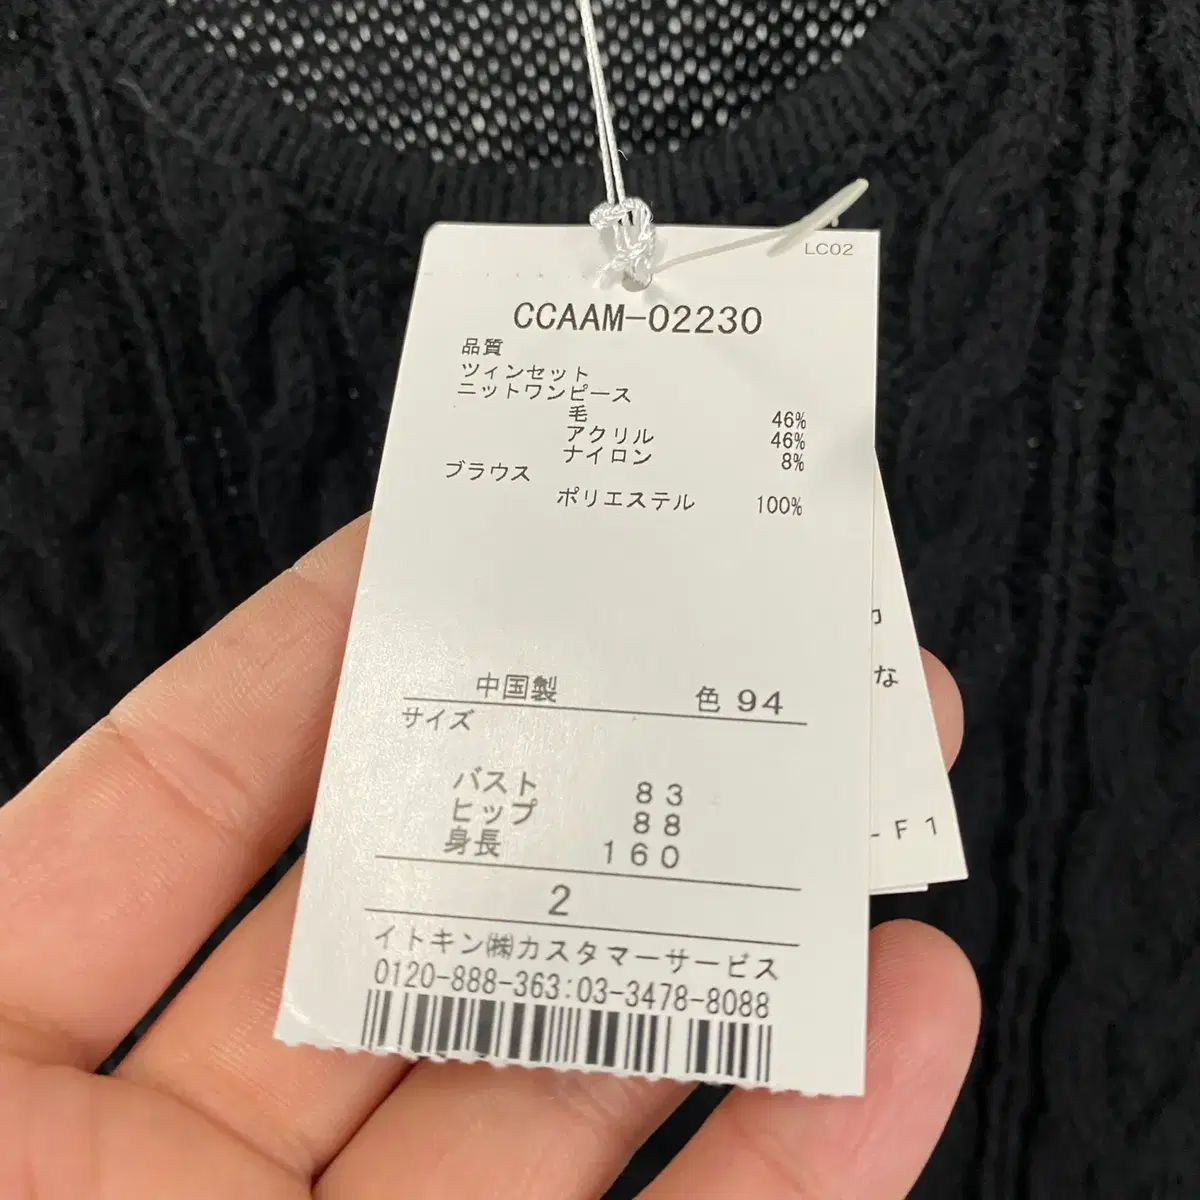 LC02
CCAAM-02230
品質
ツィンセット
ニットワンピース
毛 46%
アクリル 46%
ナイロン 8%
ブラウス
ポリエステル 100%
中国製 色 94
サイズ
バスト 83
ヒップ 88
身長 160
2
イトキン㈱カスタマーサービス
0120-888-363:03-3478-8088
な
-F1